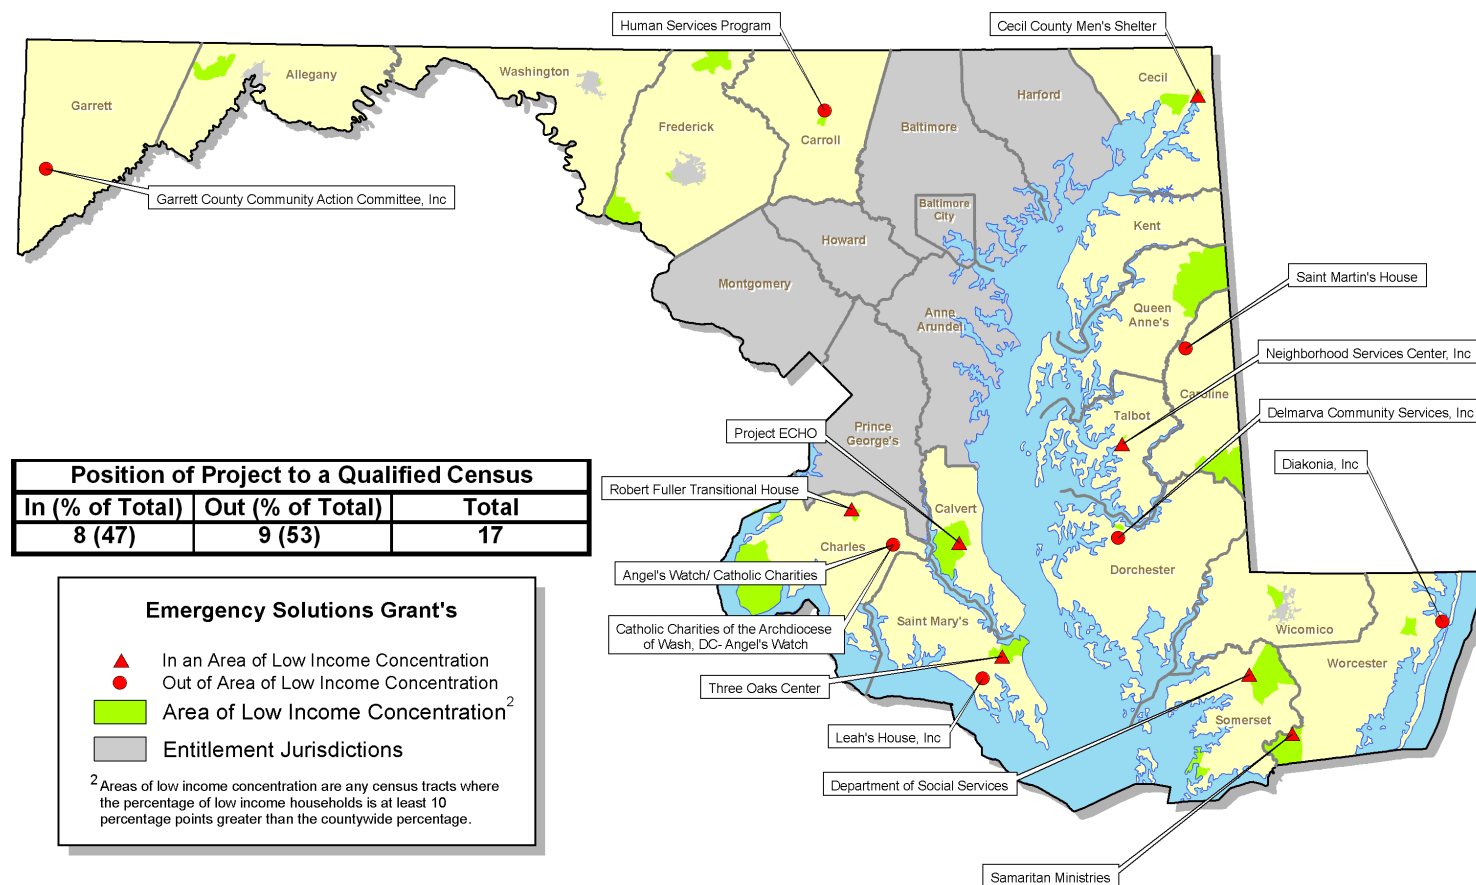 Human Services Program
Cecil County Men's Shelter
Garrett
Allegany
Washington
Frederick
Carroll
Baltimore
Harford
Cecil
Garrett County Community Action Committee, Inc
Baltimore
City
Kent
Howard
Montgomery
Saint Martin's House
Anne
Arundel
Queen
Anne's
Neighborhood Services Center, Inc
Caroline
Talbot
Delmarva Community Services, Inc
Prince
George's
Project ECHO
Diakonia, Inc
Position of Project to a Qualified Census
In (% of Total) Out (% of Total) Total
8 (47) 9 (53) 17
Robert Fuller Transitional House
Calvert
Charles
Dorchester
Angel's Watch/ Catholic Charities
Emergency Solutions Grant's
In an Area of Low Income Concentration
Out of Area of Low Income Concentration
Area of Low Income Concentration2
Entitlement Jurisdictions
2 Areas of low income concentration are any census tracts where
the percentage of low income households is at least 10
percentage points greater than the countywide percentage.
Saint Mary's
Catholic Charities of the Archdiocese
of Wash, DC- Angel's Watch
Wicomico
Worcester
Three Oaks Center
Somerset
Leah's House, Inc
Department of Social Services
Samaritan Ministries